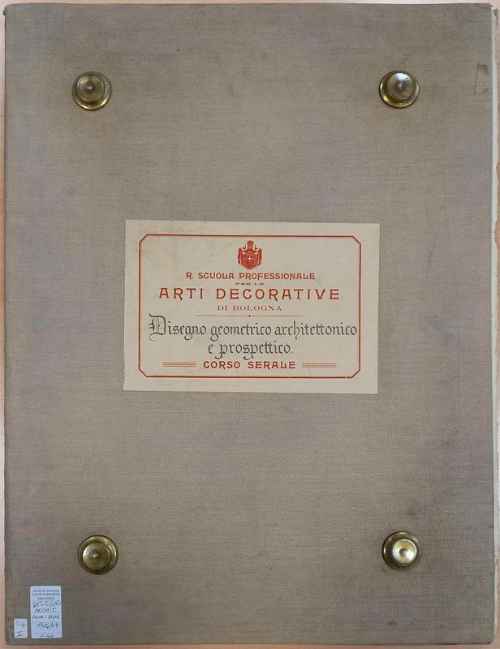 R. SCUOLA PROFESSIONALE
PER LE
ARTI DECORATIVE
DI BOLOGNA
Disegno geometrico architettonico
e prospettico.
CORSO SERALE